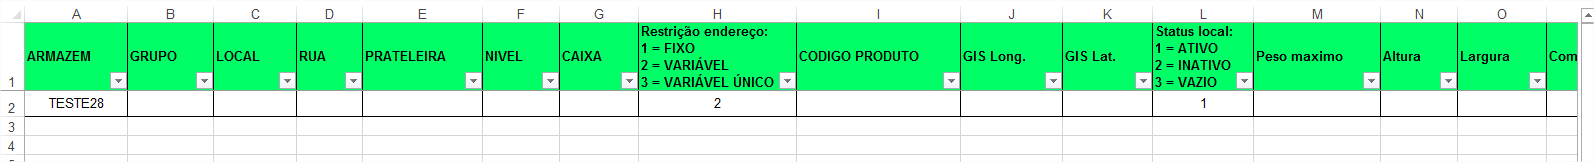 A B C D E F G H I J K L M N O
1 ARMAZEM GRUPO LOCAL RUA PRATELEIRA NIVEL CAIXA
Restrição endereço:
1 = FIXO
2 = VARIÁVEL
3 = VARIÁVEL ÚNICO
CODIGO PRODUTO GIS Long. GIS Lat.
Status local:
1 = ATIVO
2 = INATIVO
3 = VAZIO
Peso maximo Altura Largura Com
2 TESTE28 2 1
3
4